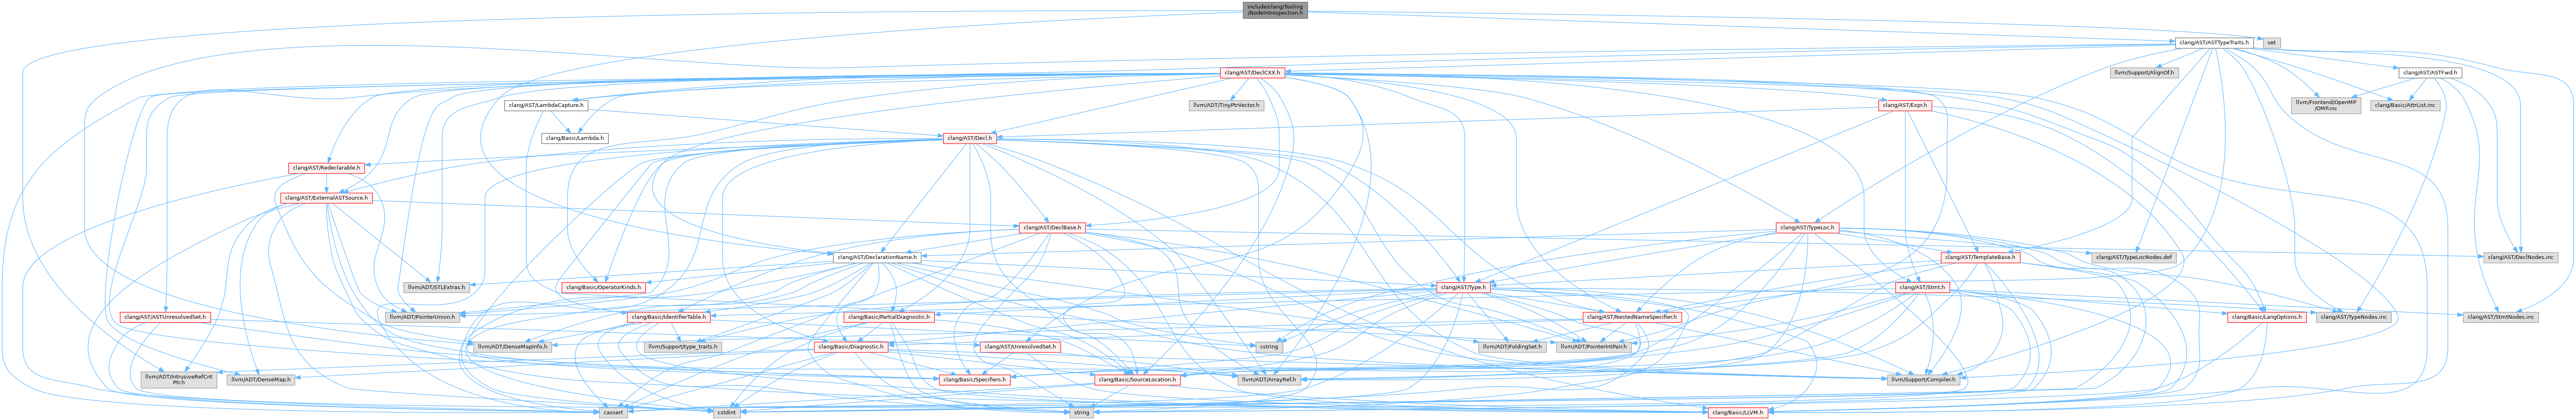 include/clang/Tooling
/NodeIntrospection.h
clang/AST/ASTTypeTraits.h
set
clang/AST/DeclCXX.h
llvm/Support/AlignOf.h
clang/AST/ASTFwd.h
clang/AST/LambdaCapture.h
llvm/ADT/TinyPtrVector.h
clang/AST/Expr.h
llvm/Frontend/OpenMP
/OMP.inc
clang/Basic/AttrList.inc
clang/Basic/Lambda.h
clang/AST/Decl.h
clang/AST/Redeclarable.h
clang/AST/ExternalASTSource.h
clang/AST/DeclBase.h
clang/AST/TypeLoc.h
clang/AST/DeclarationName.h
clang/AST/TemplateBase.h
clang/AST/TypeLocNodes.def
clang/AST/DeclNodes.inc
llvm/ADT/STLExtras.h
clang/Basic/OperatorKinds.h
clang/AST/Type.h
clang/AST/Stmt.h
clang/AST/ASTUnresolvedSet.h
llvm/ADT/PointerUnion.h
clang/Basic/IdentifierTable.h
clang/Basic/PartialDiagnostic.h
clang/AST/NestedNameSpecifier.h
clang/Basic/LangOptions.h
clang/AST/TypeNodes.inc
clang/AST/StmtNodes.inc
llvm/ADT/DenseMapInfo.h
llvm/Support/type_traits.h
clang/Basic/Diagnostic.h
clang/AST/UnresolvedSet.h
cstring
llvm/ADT/FoldingSet.h
llvm/ADT/PointerIntPair.h
llvm/ADT/IntrusiveRefCnt
Ptr.h
llvm/ADT/DenseMap.h
clang/Basic/Specifiers.h
clang/Basic/SourceLocation.h
llvm/ADT/ArrayRef.h
llvm/Support/Compiler.h
cassert
cstdint
string
clang/Basic/LLVM.h